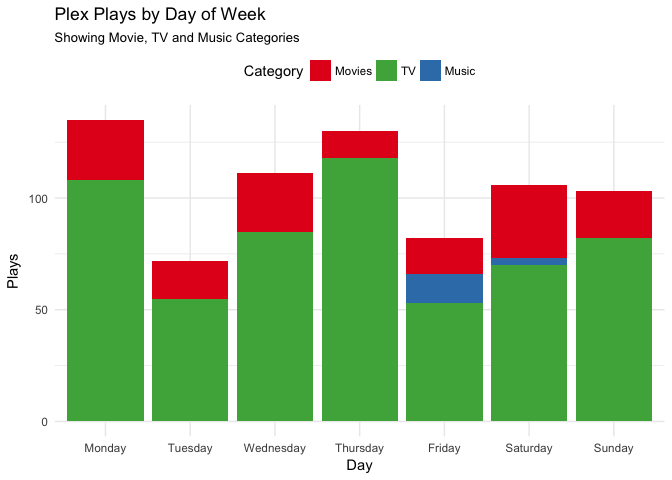 Plex Plays by Day of Week
Showing Movie, TV and Music Categories
Category Movies TV Music
Plays
100
50
0
Monday Tuesday Wednesday Thursday Friday Saturday Sunday
Day